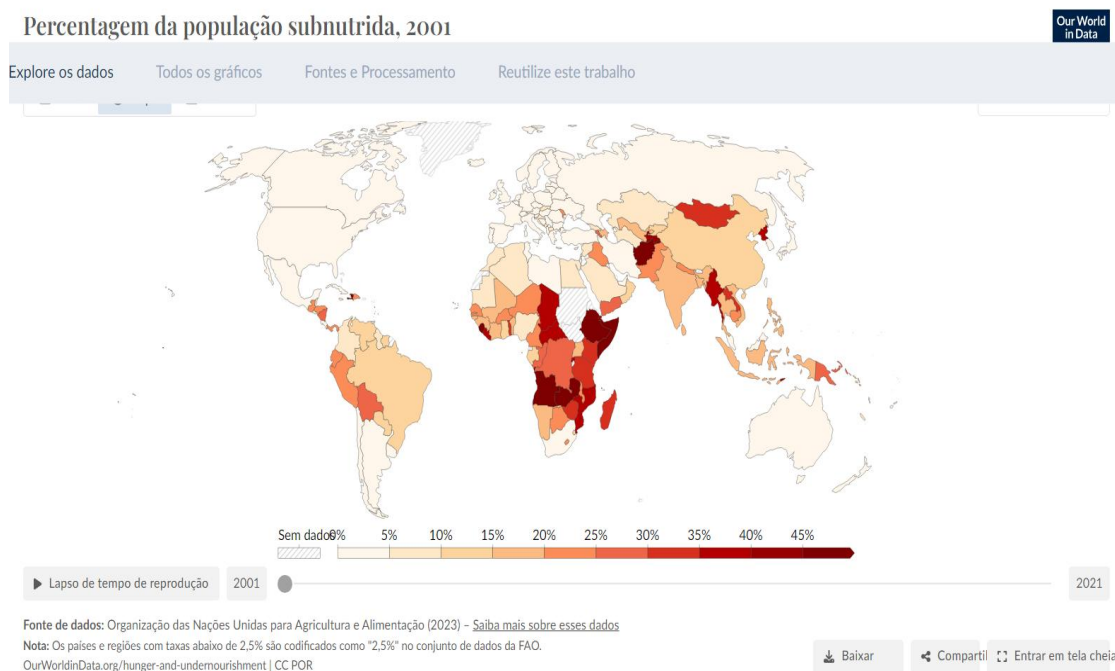 Percentagem da população subnutrida, 2001
Our World
in Data
Explore os dados
Todos os gráficos
Fontes e Processamento
Reutilize este trabalho
Sem dados
0%
5%
10%
15%
20%
25%
30%
35%
40%
45%
Lapso de tempo de reprodução
2001
2021
Fonte de dados: Organização das Nações Unidas para Agricultura e Alimentação (2023) – Saiba mais sobre esses dados
Nota: Os países e regiões com taxas abaixo de 2,5% são codificados como "2,5%" no conjunto de dados da FAO.
OurWorldinData.org/hunger-and-undernourishment | CC POR
Baixar
Compartil
Entrar em tela cheia